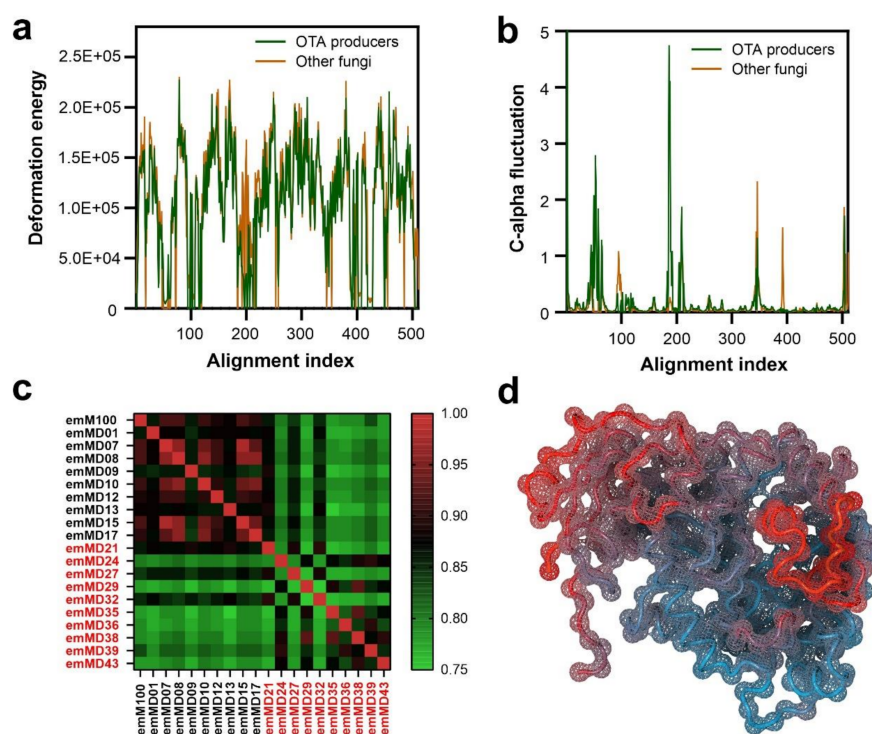 a
OTA producers
Other fungi
2.5E+05
2.0E+05
1.5E+05
1.0E+05
5.0E+04
0
Deformation energy
100 200 300 400 500
Alignment index
b
OTA producers
Other fungi
5
4
3
2
1
0
C-alpha fluctuation
100 200 300 400 500
Alignment index
c
emM100
emMD01
emMD07
emMD08
emMD09
emMD10
emMD12
emMD13
emMD15
emMD17
emMD21
emMD24
emMD27
emMD29
emMD32
emMD35
emMD36
emMD38
emMD39
emMD43
emM100
emMD01
emMD07
emMD08
emMD09
emMD10
emMD12
emMD13
emMD15
emMD17
emMD21
emMD24
emMD27
emMD29
emMD32
emMD35
emMD36
emMD38
emMD39
emMD43
1.00
0.95
0.90
0.85
0.80
0.75
d